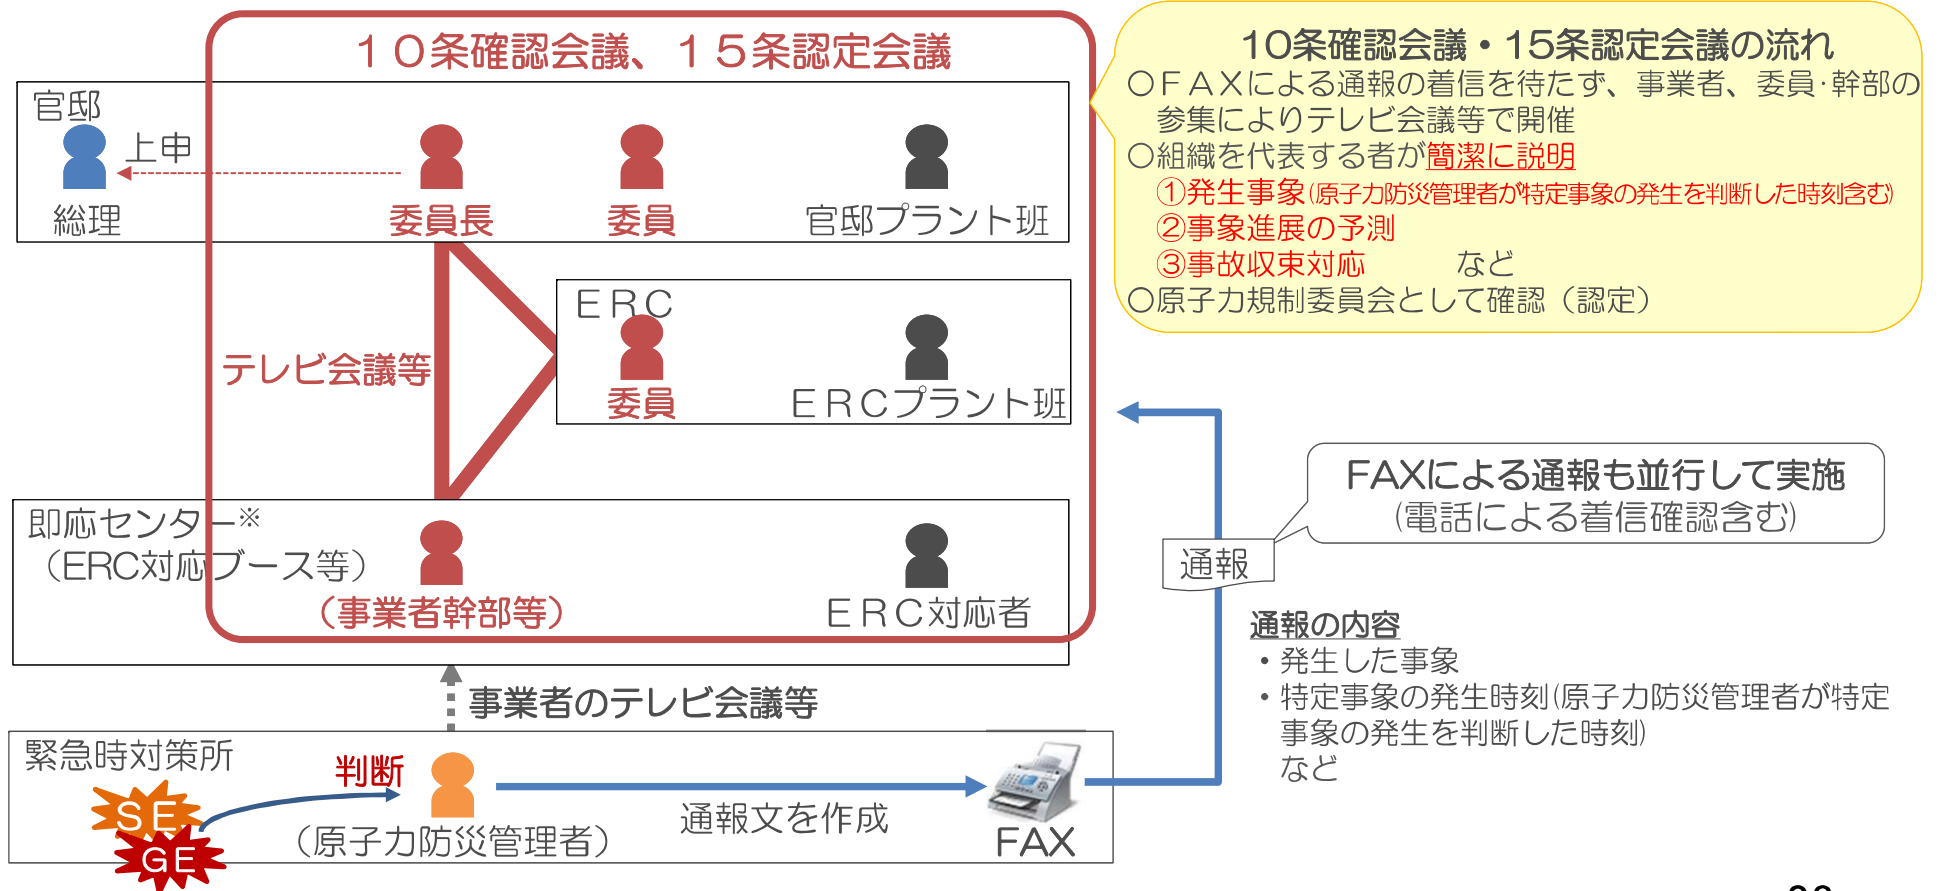 １０条確認会議、１５条認定会議
官邸
上申
総理
委員長
委員
官邸プラント班
ＥＲＣ
テレビ会議等
委員
ＥＲＣプラント班
即応センター※
（ERC対応ブース等）
（事業者幹部等）
ＥＲＣ対応者
事業者のテレビ会議等
緊急時対策所
判断
SE
GE
（原子力防災管理者）
通報文を作成
FAX
10条確認会議・15条認定会議の流れ
〇ＦＡＸによる通報の着信を待たず、事業者、委員・幹部の
参集によりテレビ会議等で開催
〇組織を代表する者が簡潔に説明
①発生事象(原子力防災管理者が特定事象の発生を判断した時刻含む)
②事象進展の予測
③事故収束対応　　　など
〇原子力規制委員会として確認（認定）
FAXによる通報も並行して実施
(電話による着信確認含む)
通報
通報の内容
・発生した事象
・特定事象の発生時刻(原子力防災管理者が特定
事象の発生を判断した時刻)
など